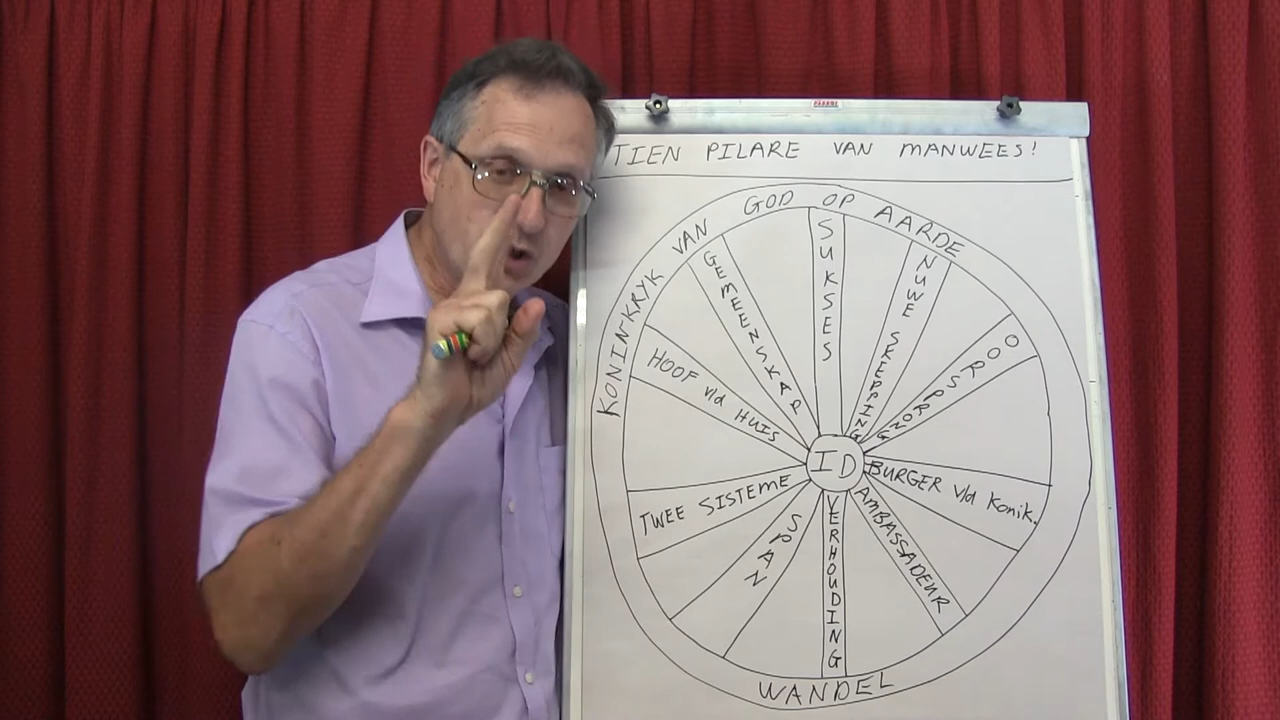 PARROT
TIEN PILARE VAN MANWEES!
KONINKRYK VAN GOD OP AARDE
SUKSES
NUWE SKEPPING
OORSPRONG
BURGER v/d Konik.
AMBASSADEUR
VERHOUDING
SPAN
TWEE SISTEME
HOOF v/d HUIS
GEMEENSKAP
ID
WANDEL